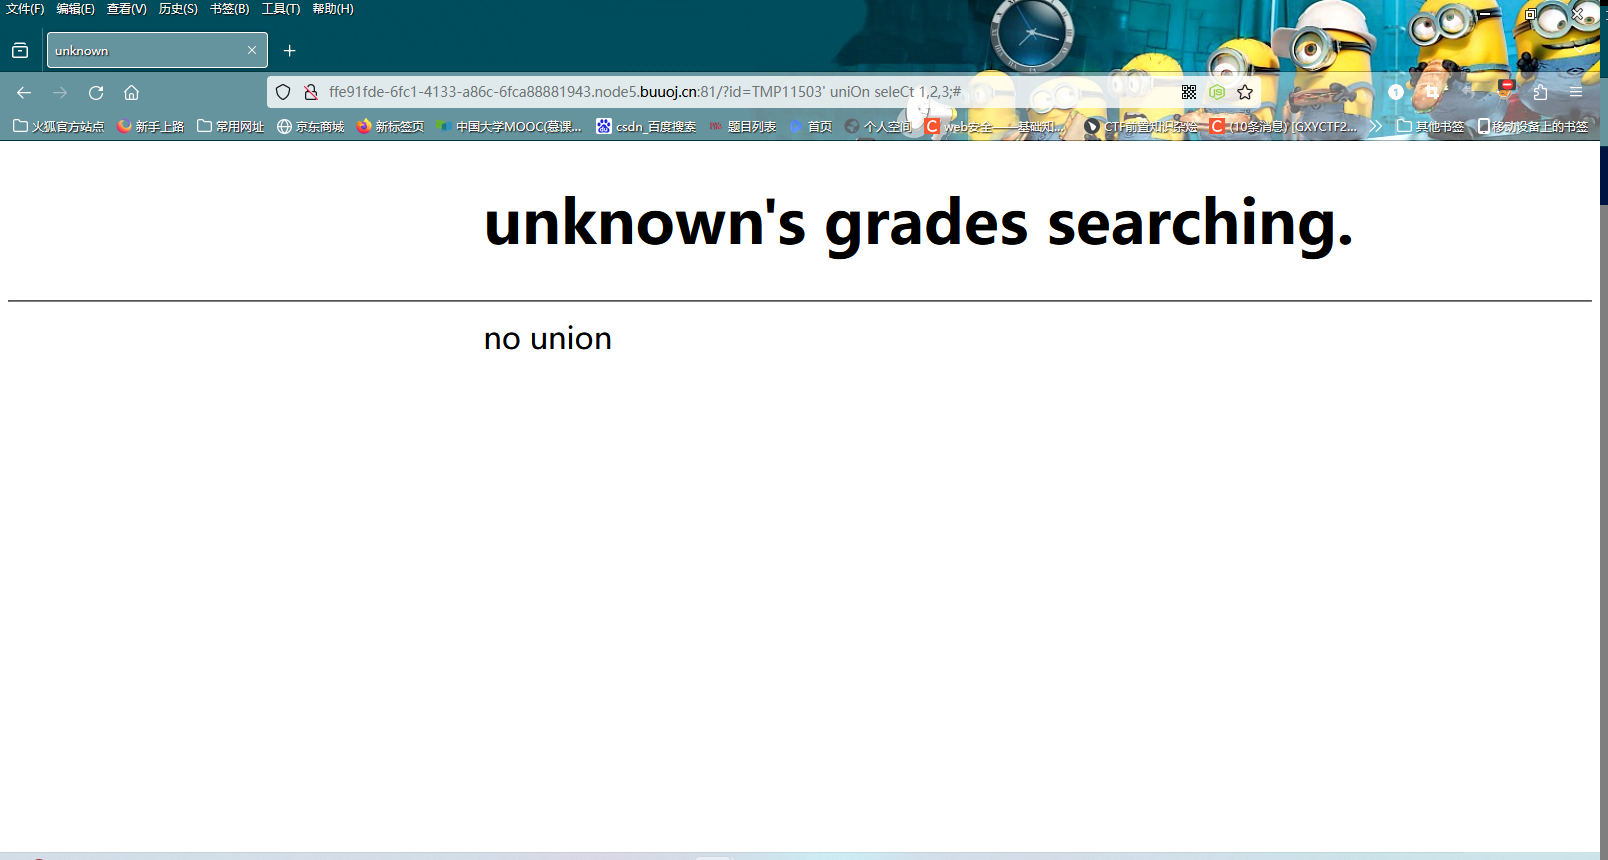 文件(F) 编辑(E) 查看(V) 历史(S) 书签(B) 工具(T) 帮助(H)
unknown
ffe91fde-6fc1-4133-a86c-6fca88881943.node5.buuoj.cn:81/?id=TMP11503' uniOn seleCt 1,2,3;#
火狐官方站点 新手上路 常用网址 京东商城 新标签页 中国大学MOOC(慕课... csdn_百度搜索 题目列表 首页 个人空间 web安全——基础知... CTF前置知识杂烩 (10条消息) [GXYCTF2... 其他书签 移动设备上的书签
unknown's grades searching.
no union